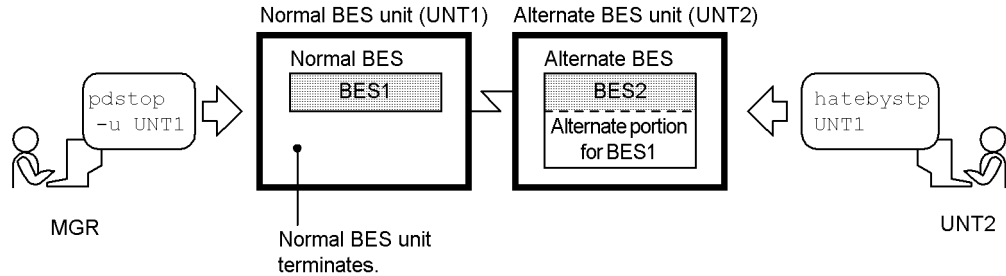 Normal BES unit (UNT1)
Alternate BES unit (UNT2)
Normal BES
BES1
Alternate BES
BES2
Alternate portion
for BES1
pdstop
-u UNT1
hatebystp
UNT1
MGR
UNT2
Normal BES unit
terminates.